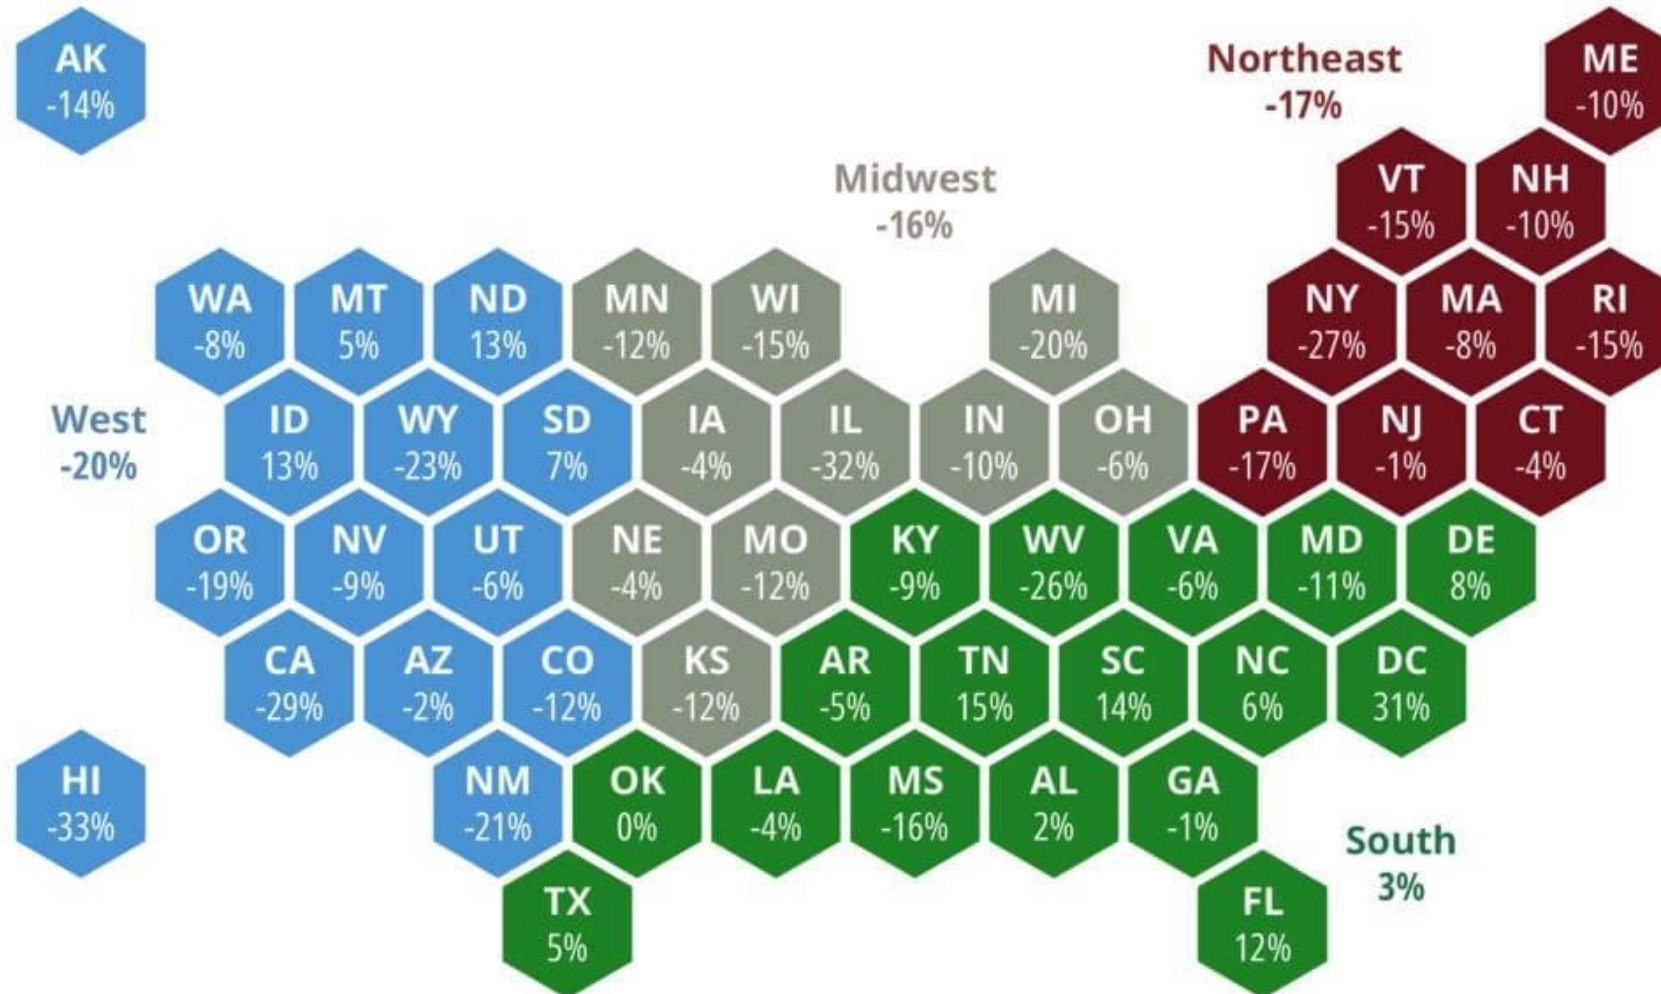 AK
-14%
Northeast
-17%
ME
-10%
Midwest
-16%
VT
-15%
NH
-10%
WA
-8%
MT
5%
ND
13%
MN
-12%
WI
-15%
MI
-20%
NY
-27%
MA
-8%
RI
-15%
West
-20%
ID
13%
WY
-23%
SD
7%
IA
-4%
IL
-32%
IN
-10%
OH
-6%
PA
-17%
NJ
-1%
CT
-4%
OR
-19%
NV
-9%
UT
-6%
NE
-4%
MO
-12%
KY
-9%
WV
-26%
VA
-6%
MD
-11%
DE
8%
CA
-29%
AZ
-2%
CO
-12%
KS
-12%
AR
-5%
TN
15%
SC
14%
NC
6%
DC
31%
HI
-33%
NM
-21%
OK
0%
LA
-4%
MS
-16%
AL
2%
GA
-1%
South
3%
TX
5%
FL
12%